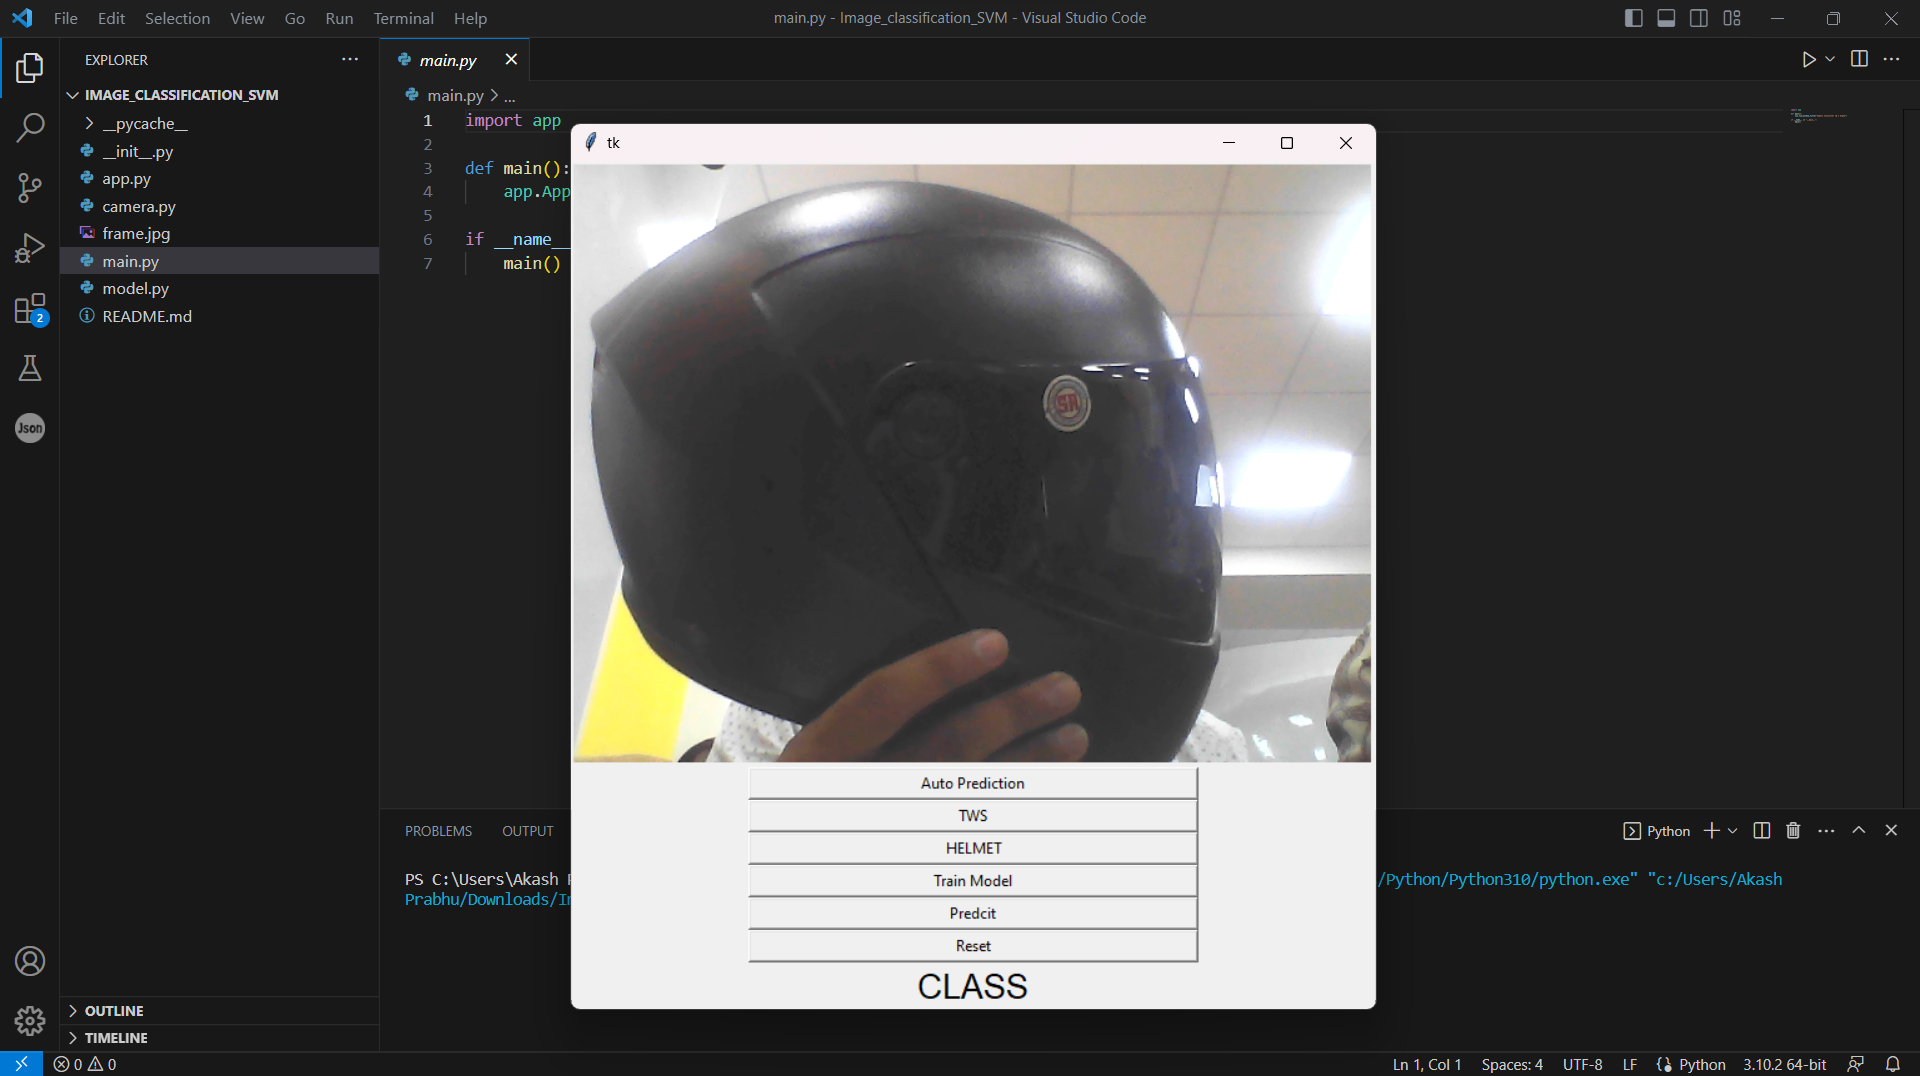 File Edit Selection View Go Run Terminal Help
main.py - Image_classification_SVM - Visual Studio Code
EXPLORER
IMAGE_CLASSIFICATION_SVM
__pycache__
__init__.py
app.py
camera.py
frame.jpg
main.py
model.py
README.md
OUTLINE
TIMELINE
2
Json
main.py
main.py > ...
1 import app
2
3 def main():
4 app.App
5
6 if __name__
7 main()
tk
SR
Auto Prediction
TWS
HELMET
Train Model
Predcit
Reset
CLASS
PROBLEMS OUTPUT
Python
PS C:\Users\Akash /Python/Python310/python.exe" "c:/Users/Akash
Prabhu/Downloads/I
0 0
Ln 1, Col 1 Spaces: 4 UTF-8 LF Python 3.10.2 64-bit